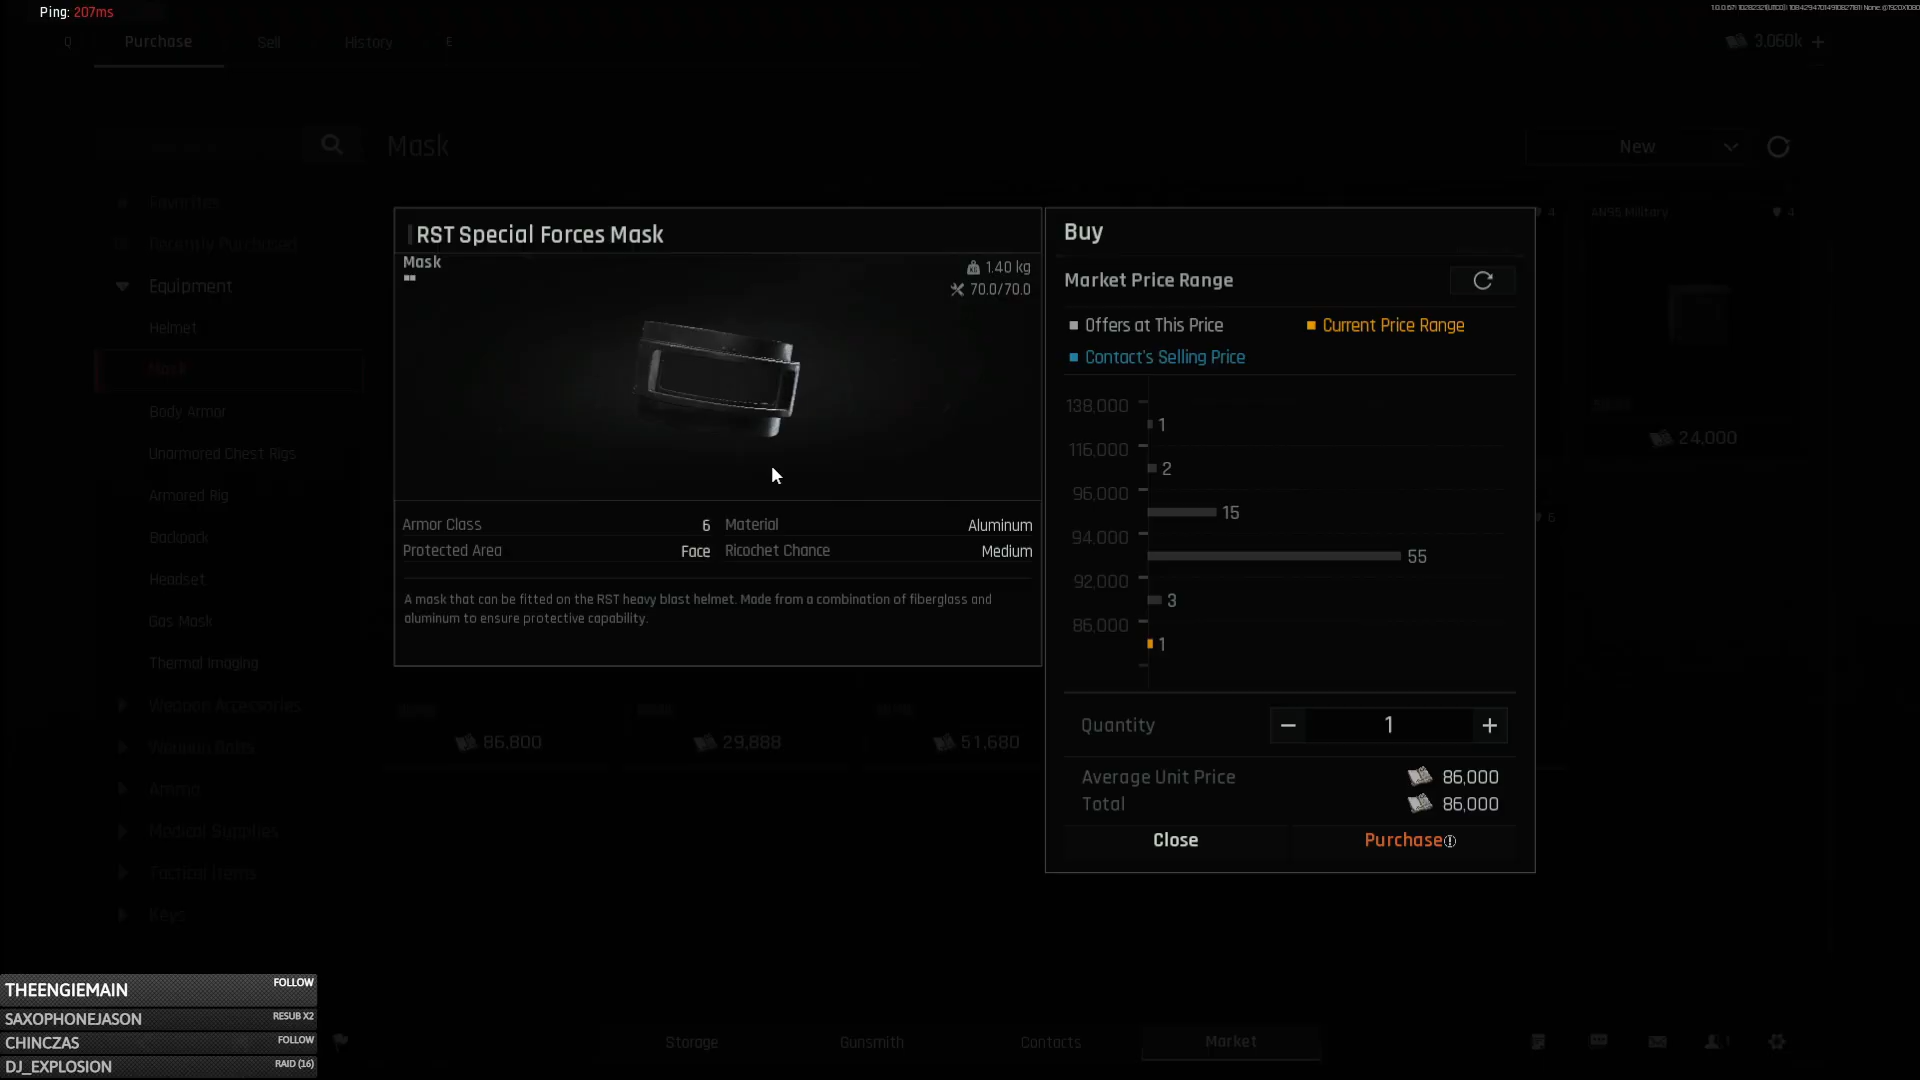 Ping: 207ms
Q Purchase Sell History E
3,060k
Mask
New
Favorites
Recently Purchased
Equipment
Helmet
Mask
Body Armor
Unarmored Chest Rigs
Armored Rig
Backpack
Headset
Gas Mask
Thermal Imaging
Weapon Accessories
Ammo
Medical Supplies
Tactical Items
Keys
RST Special Forces Mask
Mask
1.40 kg
70.0/70.0
Armor Class 6 Material Aluminum
Protected Area Face Ricochet Chance Medium
A mask that can be fitted on the RST heavy blast helmet. Made from a combination of fiberglass and
aluminum to ensure protective capability.
Buy
Market Price Range
Offers at This Price Current Price Range
Contact's Selling Price
138,000
1
115,000
2
96,000
15
94,000
55
92,000
3
86,000
1
Quantity 1
Average Unit Price 86,000
Total 86,000
Close Purchase
4
AN95 Military 4
24,000
6
86,800 29,888 51,680
THEENGIEMAIN FOLLOW
SAXOPHONEJASON RESUB X2
CHINCZAS FOLLOW
DJ_EXPLOSION RAID (16)
Storage Gunsmith Contacts Market